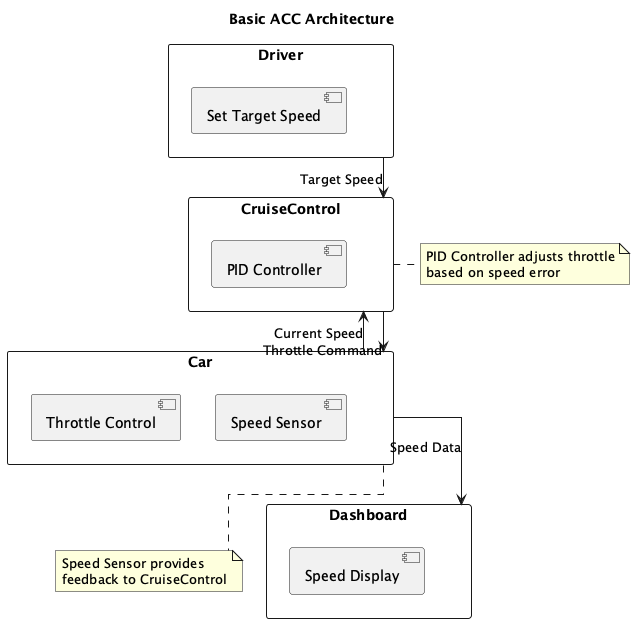 Basic ACC Architecture
Driver
Set Target Speed
Target Speed
CruiseControl
PID Controller
PID Controller adjusts throttle
based on speed error
Current Speed
Throttle Command
Car
Throttle Control
Speed Sensor
Speed Data
Dashboard
Speed Display
Speed Sensor provides
feedback to CruiseControl